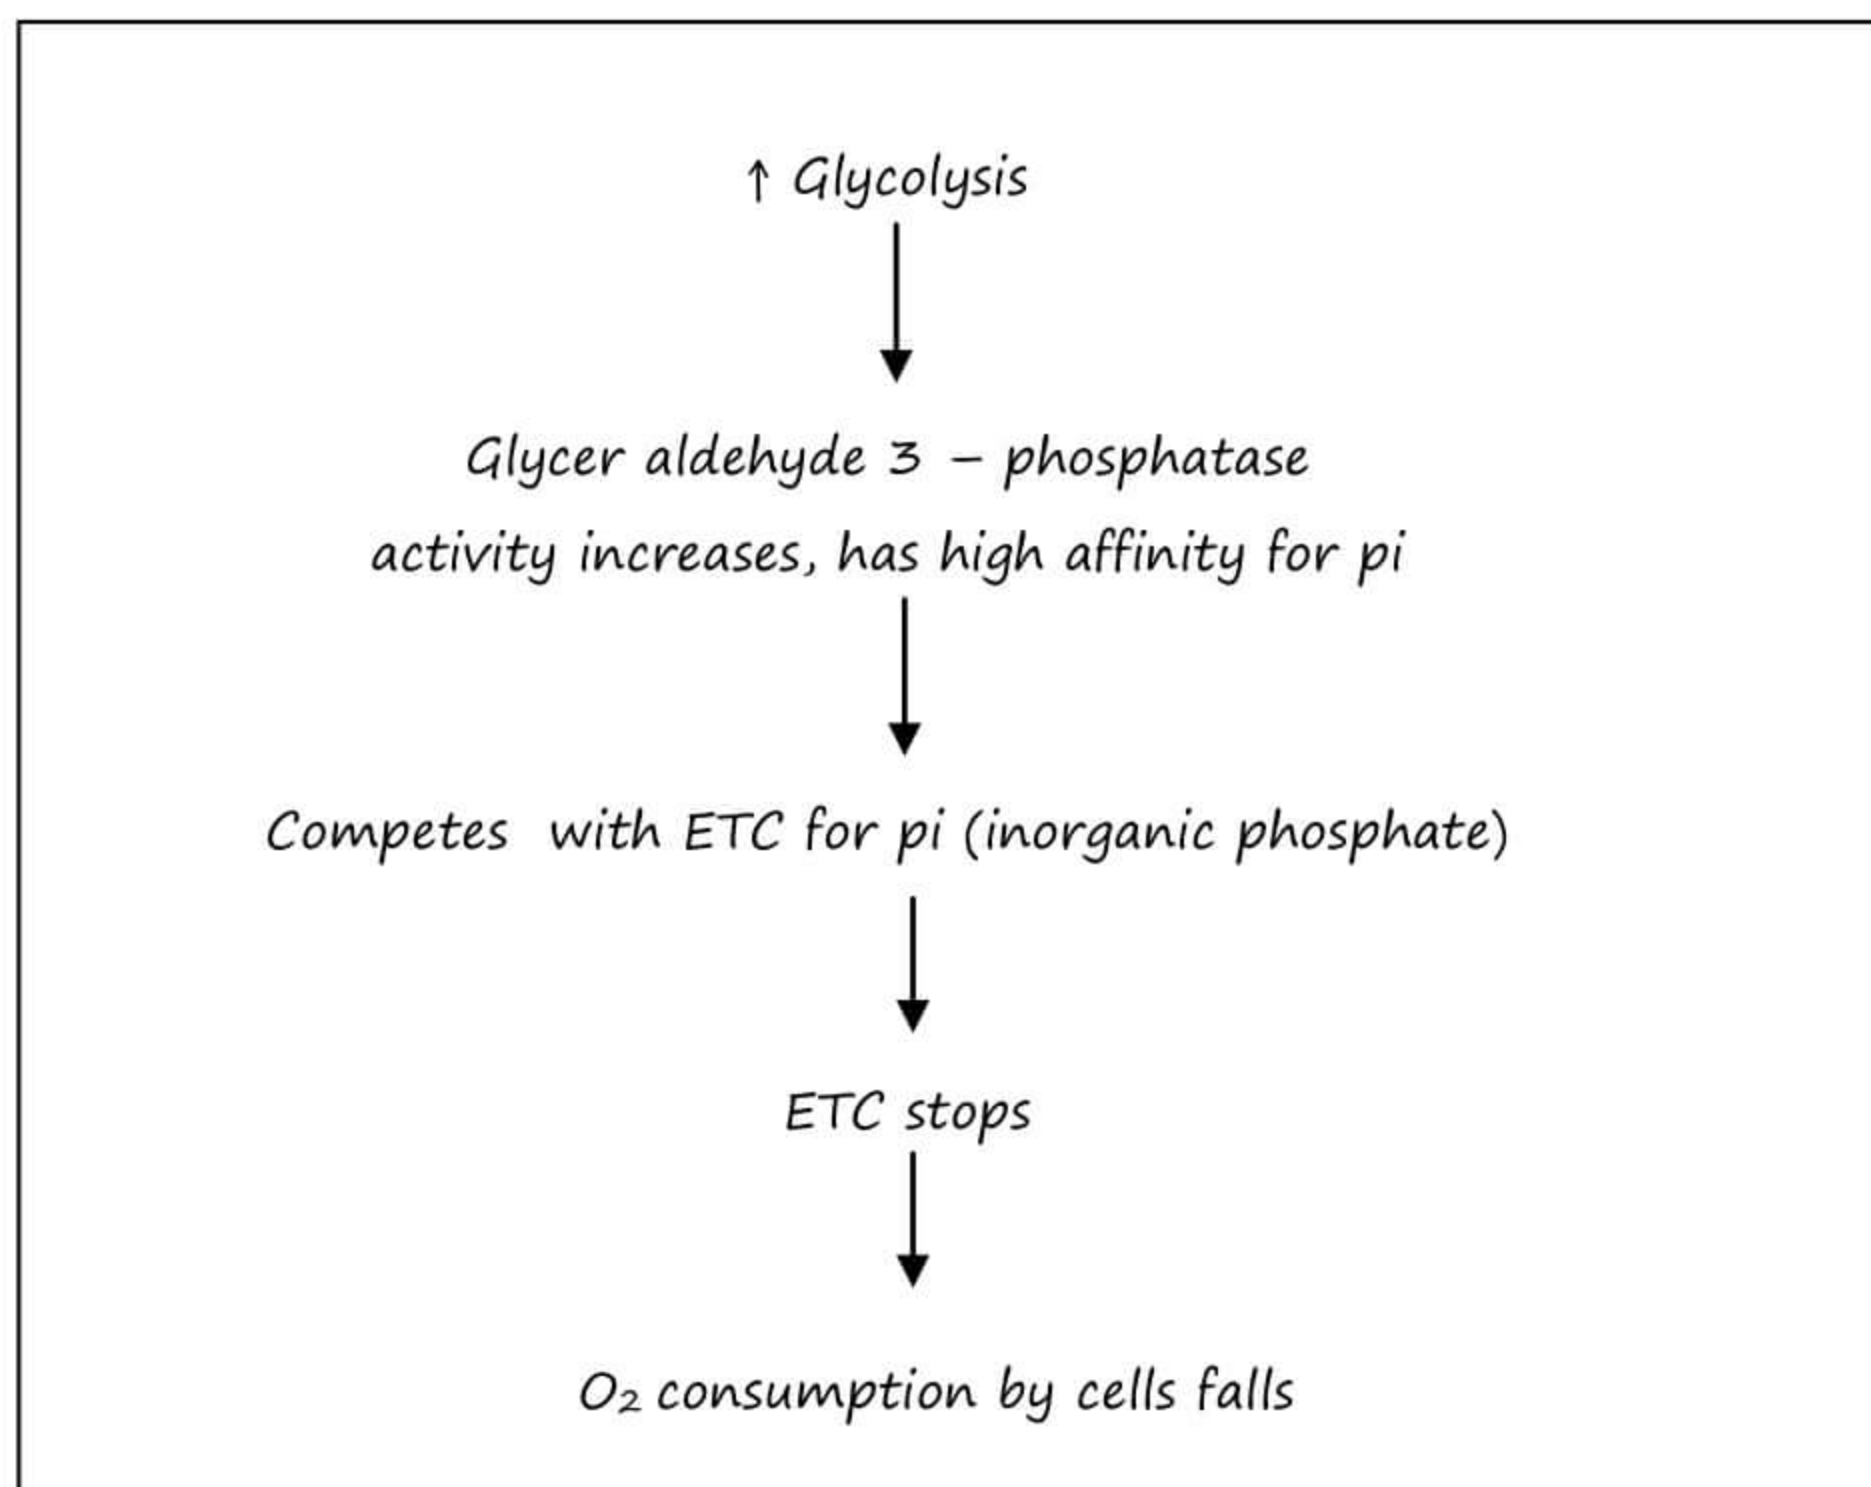 ↑ Glycolysis
Glycer aldehyde 3 – phosphatase
activity increases, has high affinity for pi
Competes with ETC for pi (inorganic phosphate)
ETC stops
O₂ consumption by cells falls